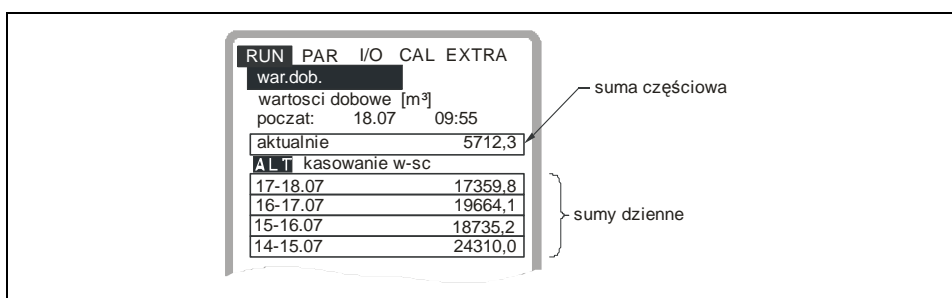 RUN PAR I/O CAL EXTRA
war.dob.
wartosci dobowe [m³]
poczat: 18.07 09:55
aktualnie 5712,3
ALT kasowanie w-sc
17-18.07 17359,8
16-17.07 19664,1
15-16.07 18735,2
14-15.07 24310,0
suma częściowa
sumy dzienne